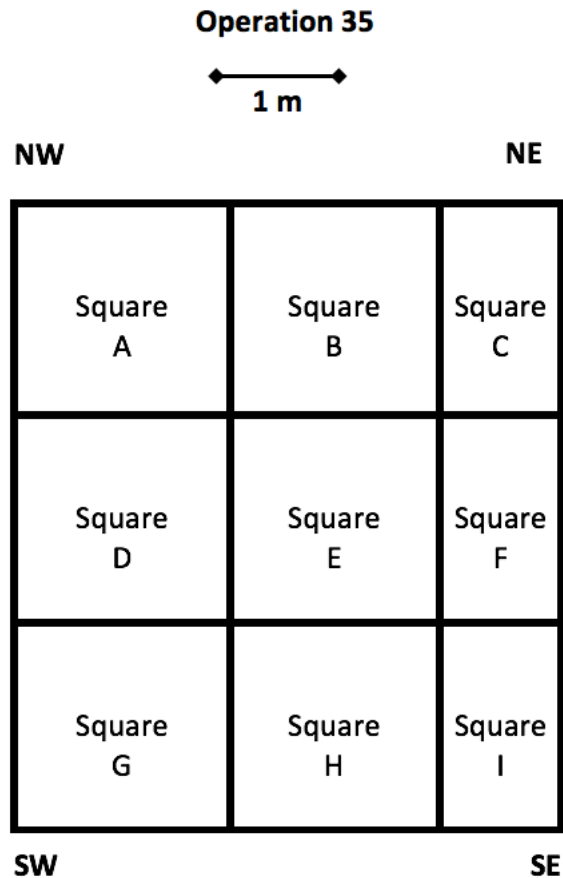 Operation 35
1 m
NW NE
Square Square Square
A B C
Square Square Square
D E F
Square Square Square
G H I
SW SE